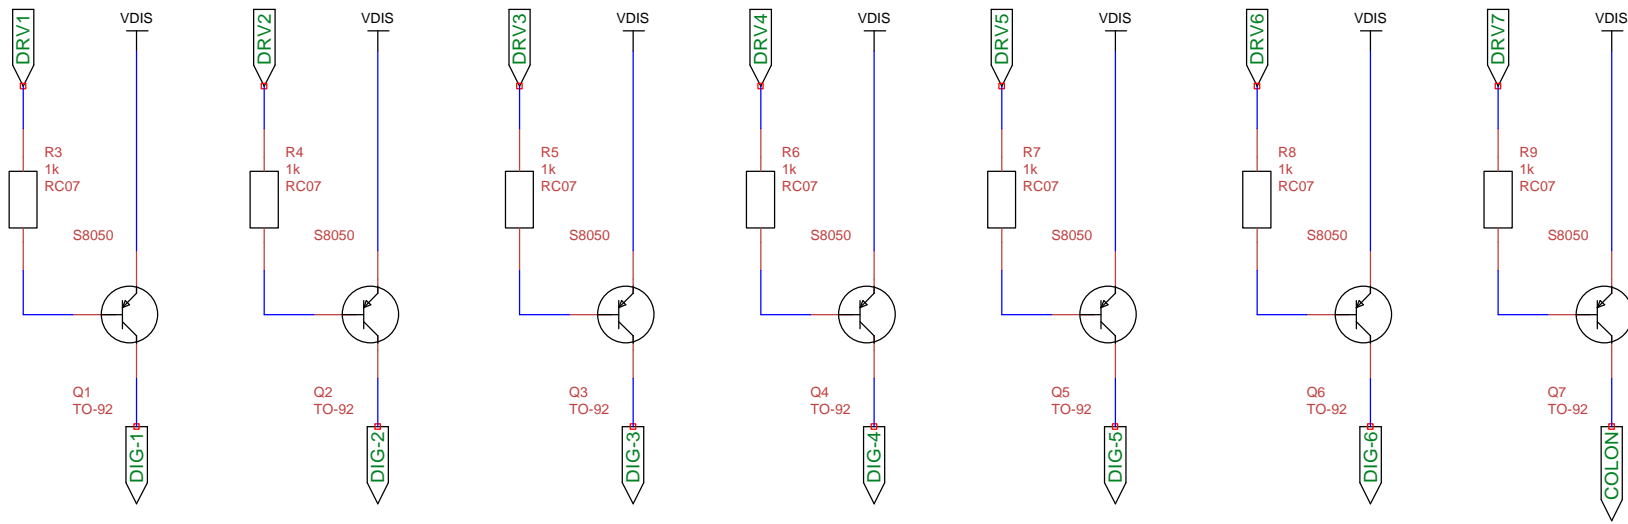 DRV1
VDIS
DRV2
VDIS
DRV3
VDIS
DRV4
VDIS
DRV5
VDIS
DRV6
VDIS
DRV7
VDIS
R3
1k
RC07
R4
1k
RC07
R5
1k
RC07
R6
1k
RC07
R7
1k
RC07
R8
1k
RC07
R9
1k
RC07
S8050
S8050
S8050
S8050
S8050
S8050
S8050
Q1
TO-92
Q2
TO-92
Q3
TO-92
Q4
TO-92
Q5
TO-92
Q6
TO-92
Q7
TO-92
DIG-1
DIG-2
DIG-3
DIG-4
DIG-5
DIG-6
COLON